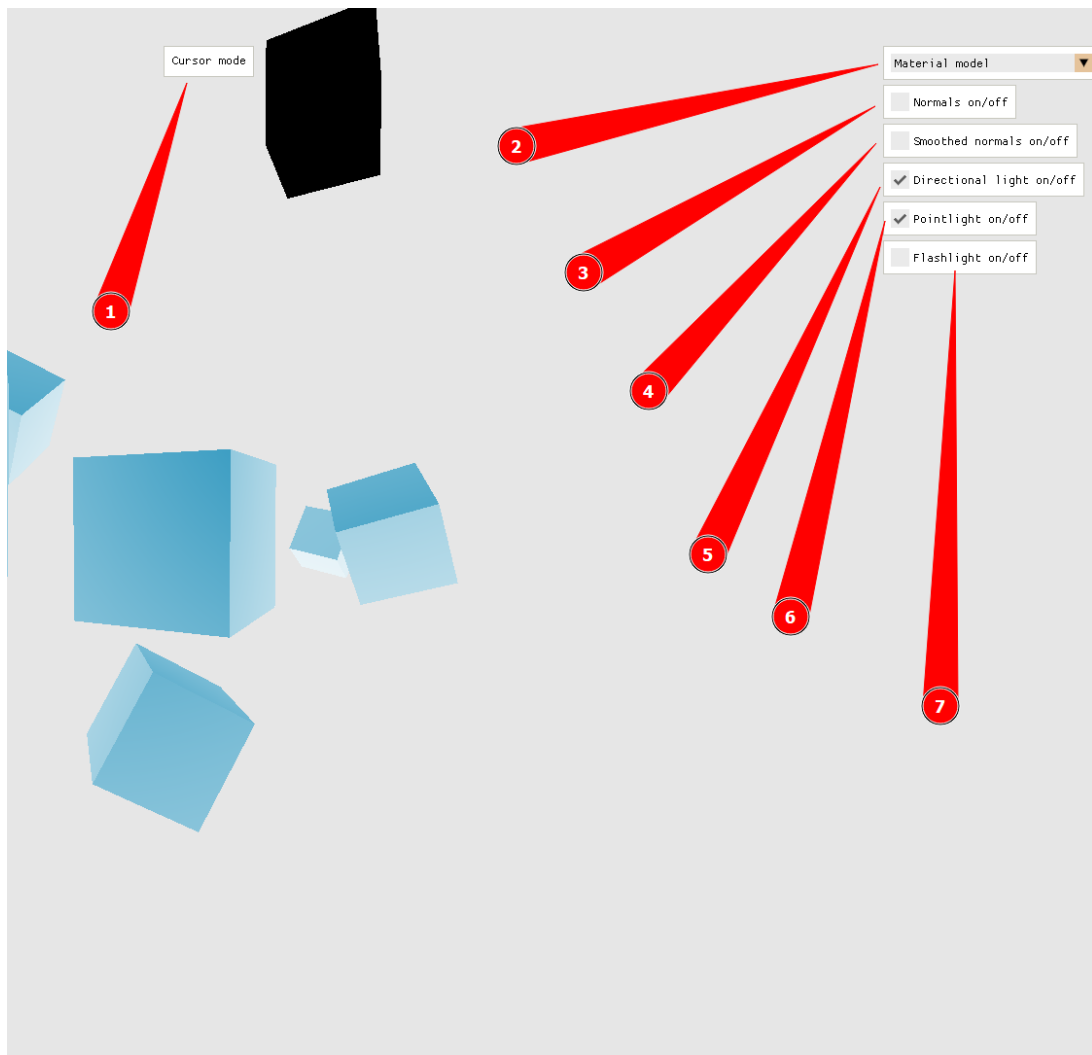 Cursor mode
Material model
Normals on/off
2
Smoothed normals on/off
Directional light on/off
Pointlight on/off
Flashlight on/off
3
1
4
5
6
7